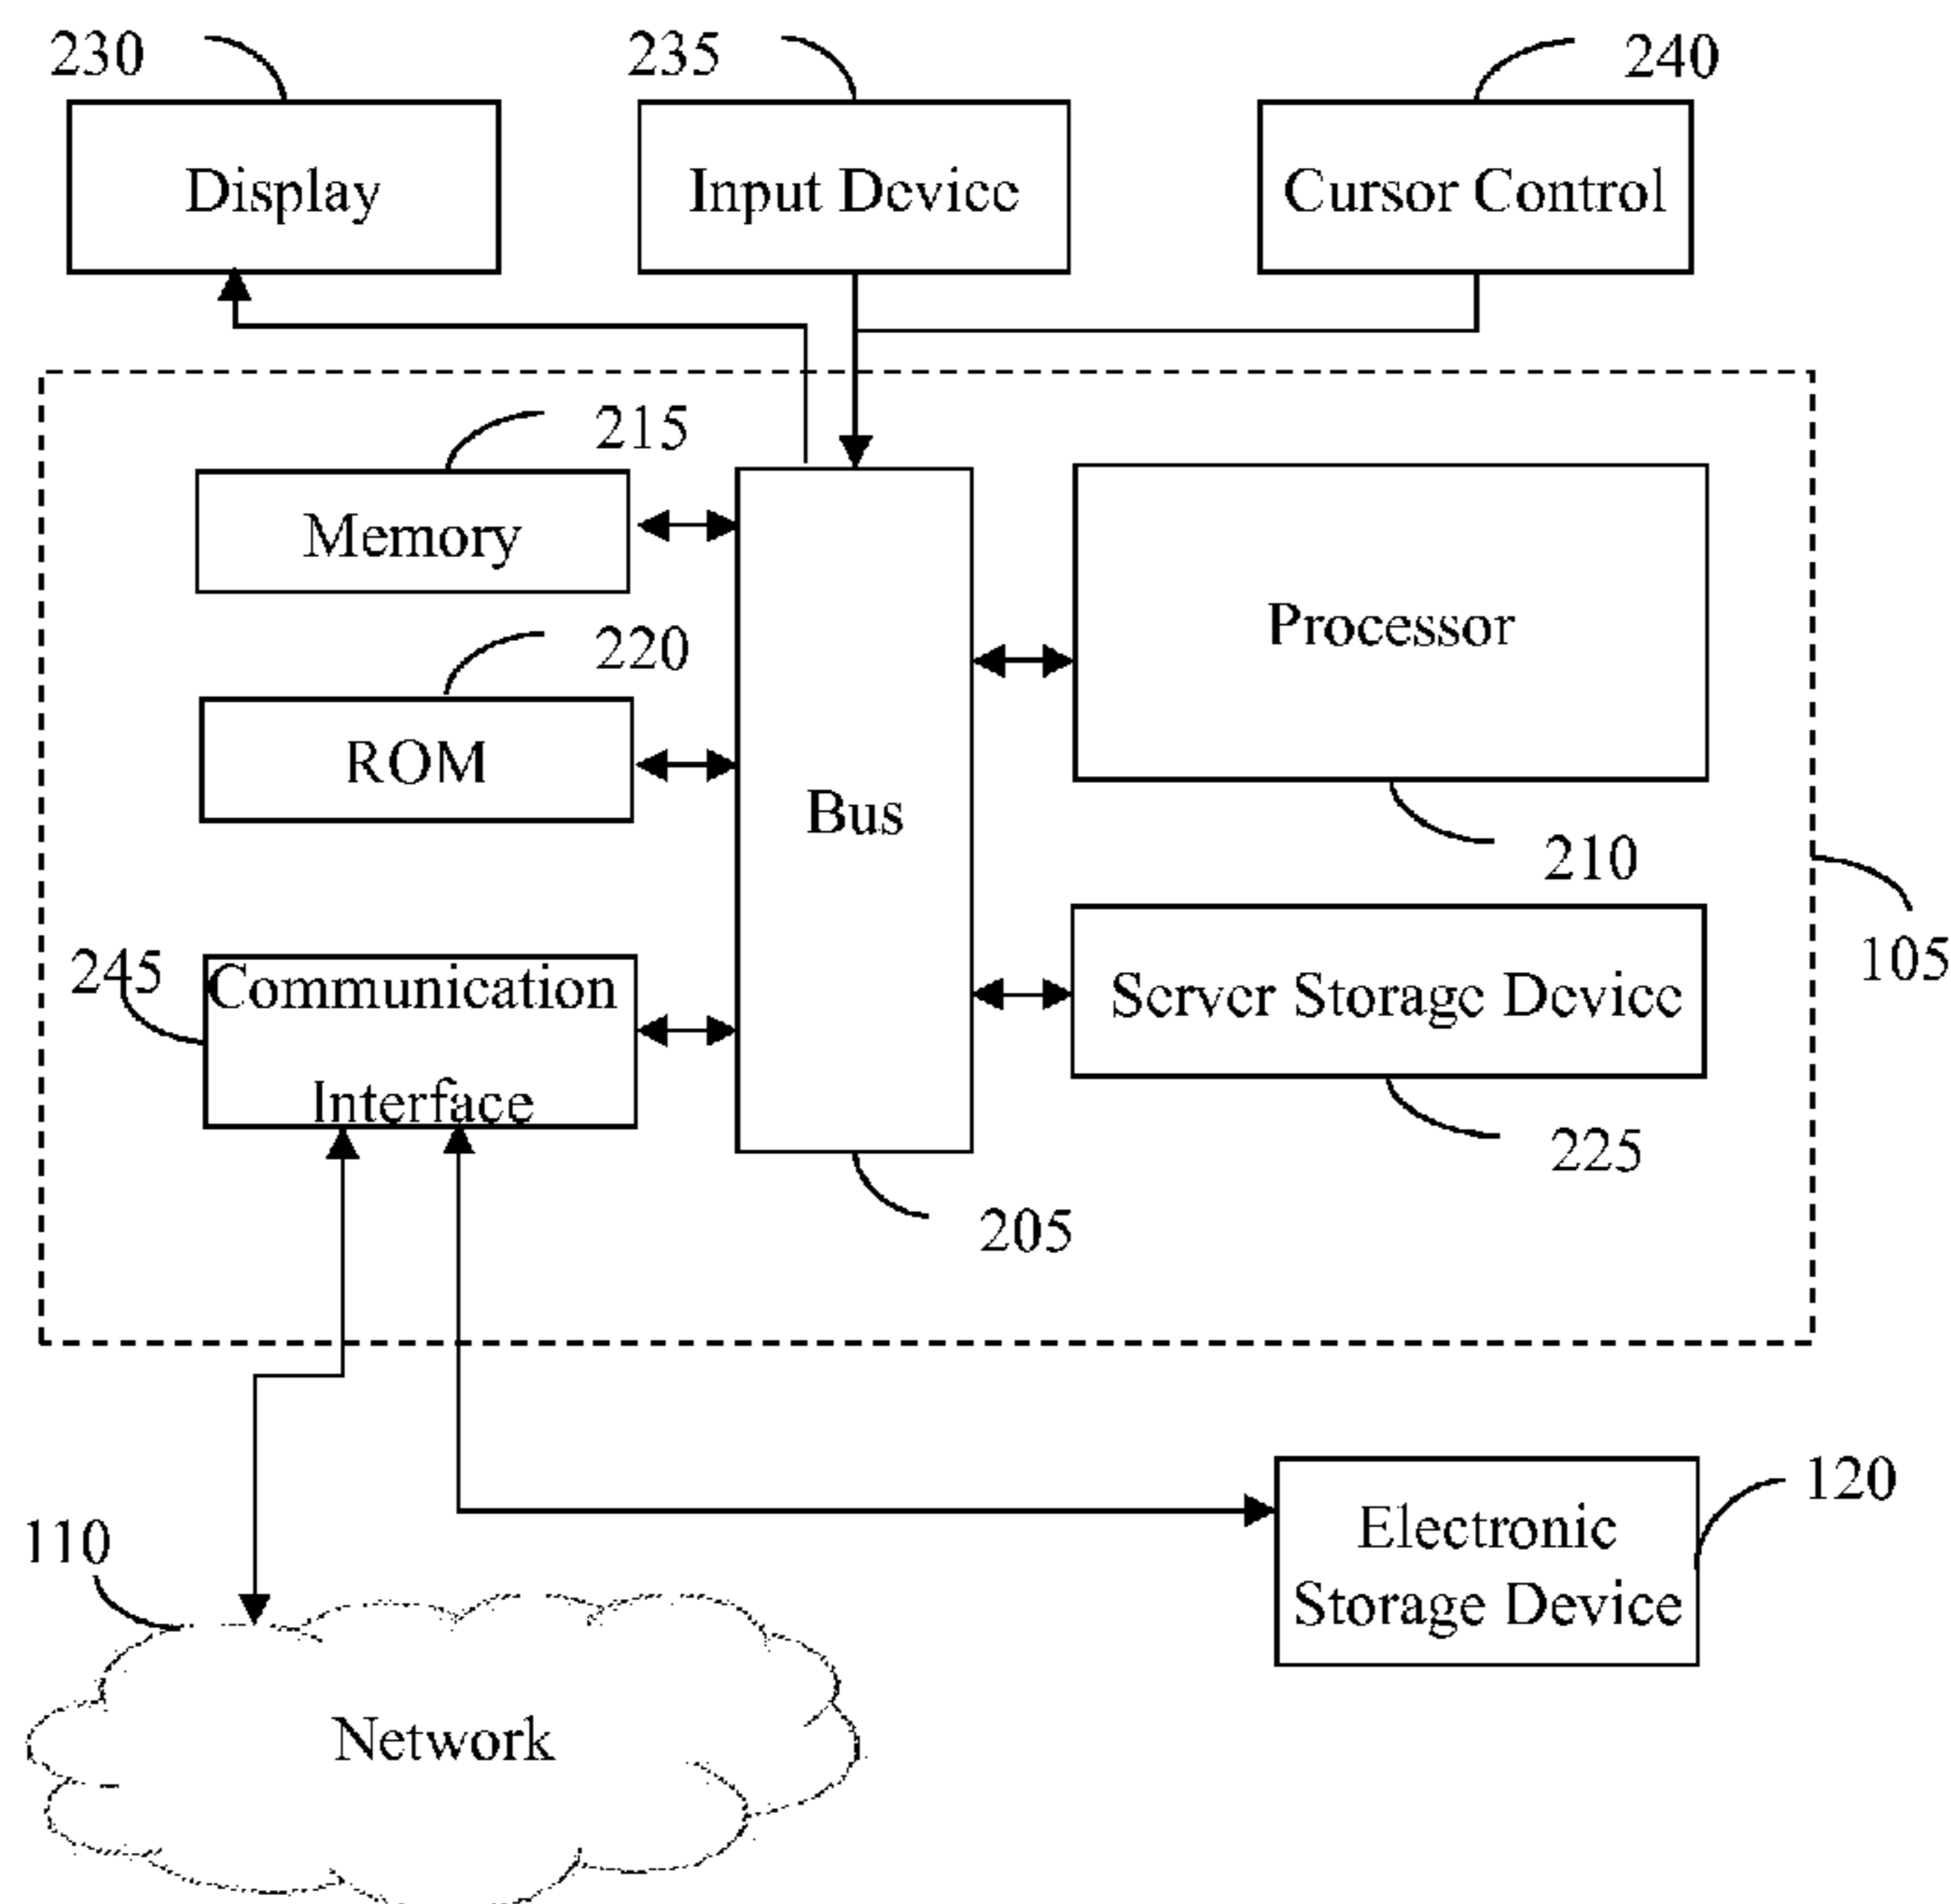 230
235
240
Display
Input Device
Cursor Control
215
Memory
220
ROM
Bus
Processor
210
245
Communication
Interface
Server Storage Device
225
105
205
120
Electronic
Storage Device
110
Network